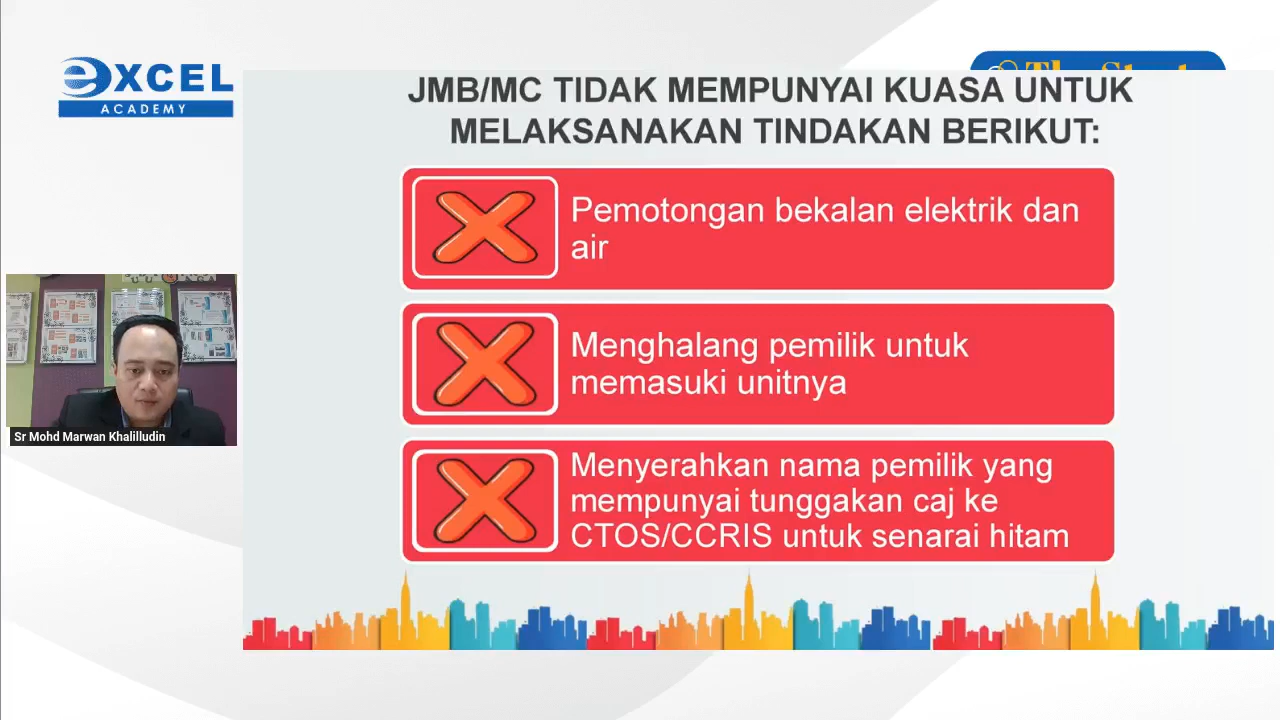 eXCEL
ACADEMY
JMB/MC TIDAK MEMPUNYAI KUASA UNTUK
MELAKSANAKAN TINDAKAN BERIKUT:
Pemotongan bekalan elektrik dan
air
Menghalang pemilik untuk
memasuki unitnya
Menyerahkan nama pemilik yang
mempunyai tunggakan caj ke
CTOS/CCRIS untuk senarai hitam
Sr Mohd Marwan Khalilludin